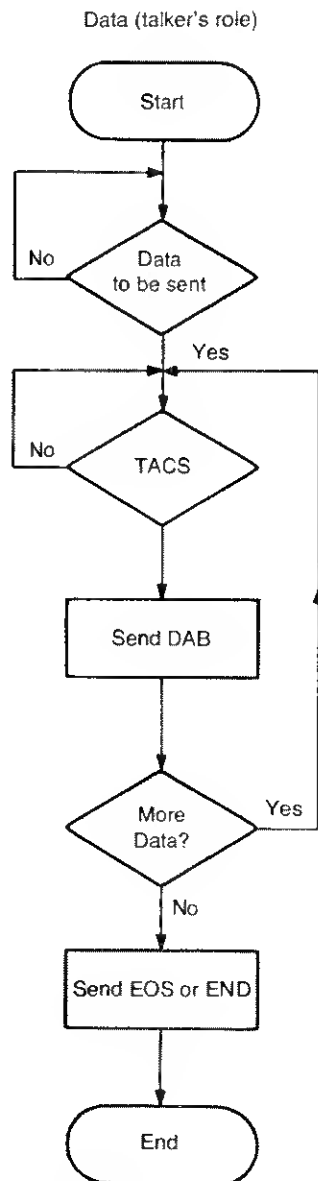 Data (talker's role)
Start
No
Data
to be sent
Yes
No
TACS
Send DAB
More
Data?
Yes
No
Send EOS or END
End